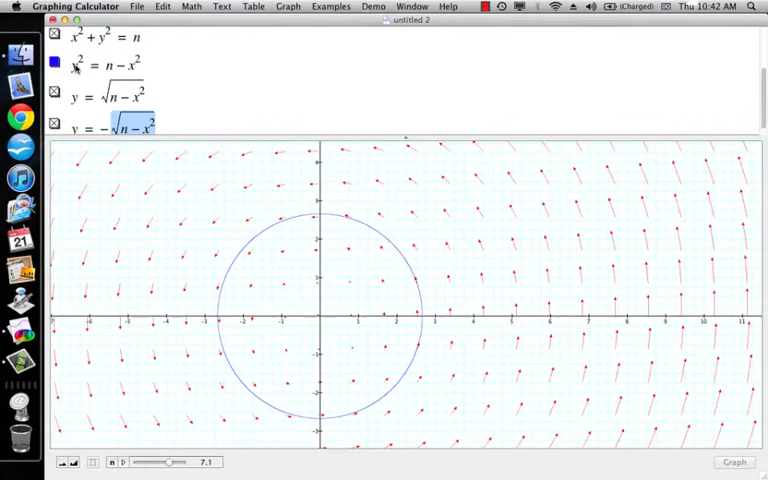 Graphing Calculator File Edit Math Text Table Graph Examples Demo Window Help (Charged) Thu 10:42 AM
untitled 2
x² + y² = n
y² = n − x²
y = √(n − x²)
y = −√(n − x²)
4
3
2
1
-7 -6 -5 -4 -3 -2 -1 1 2 3 4 5 6 7 8 9 10 11
-1
-2
-3
21
n 7.1 Graph